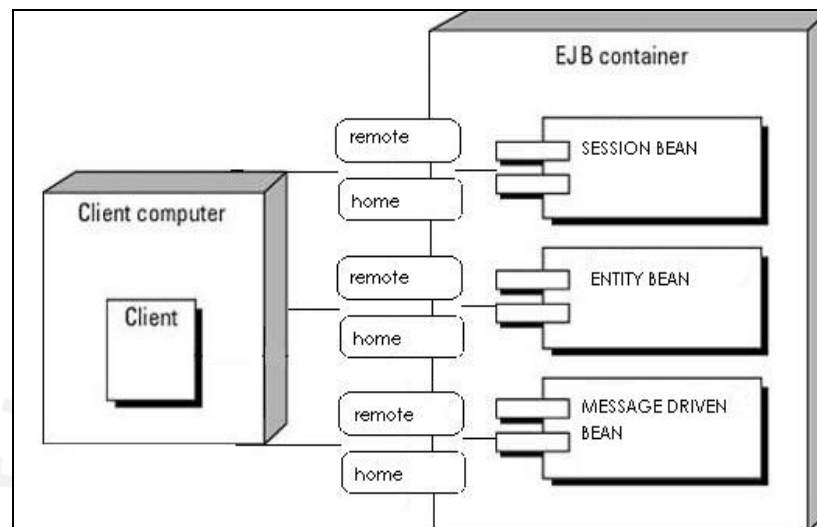 EJB container
remote
SESSION BEAN
home
Client computer
remote
ENTITY BEAN
Client
home
remote
MESSAGE DRIVEN
BEAN
home